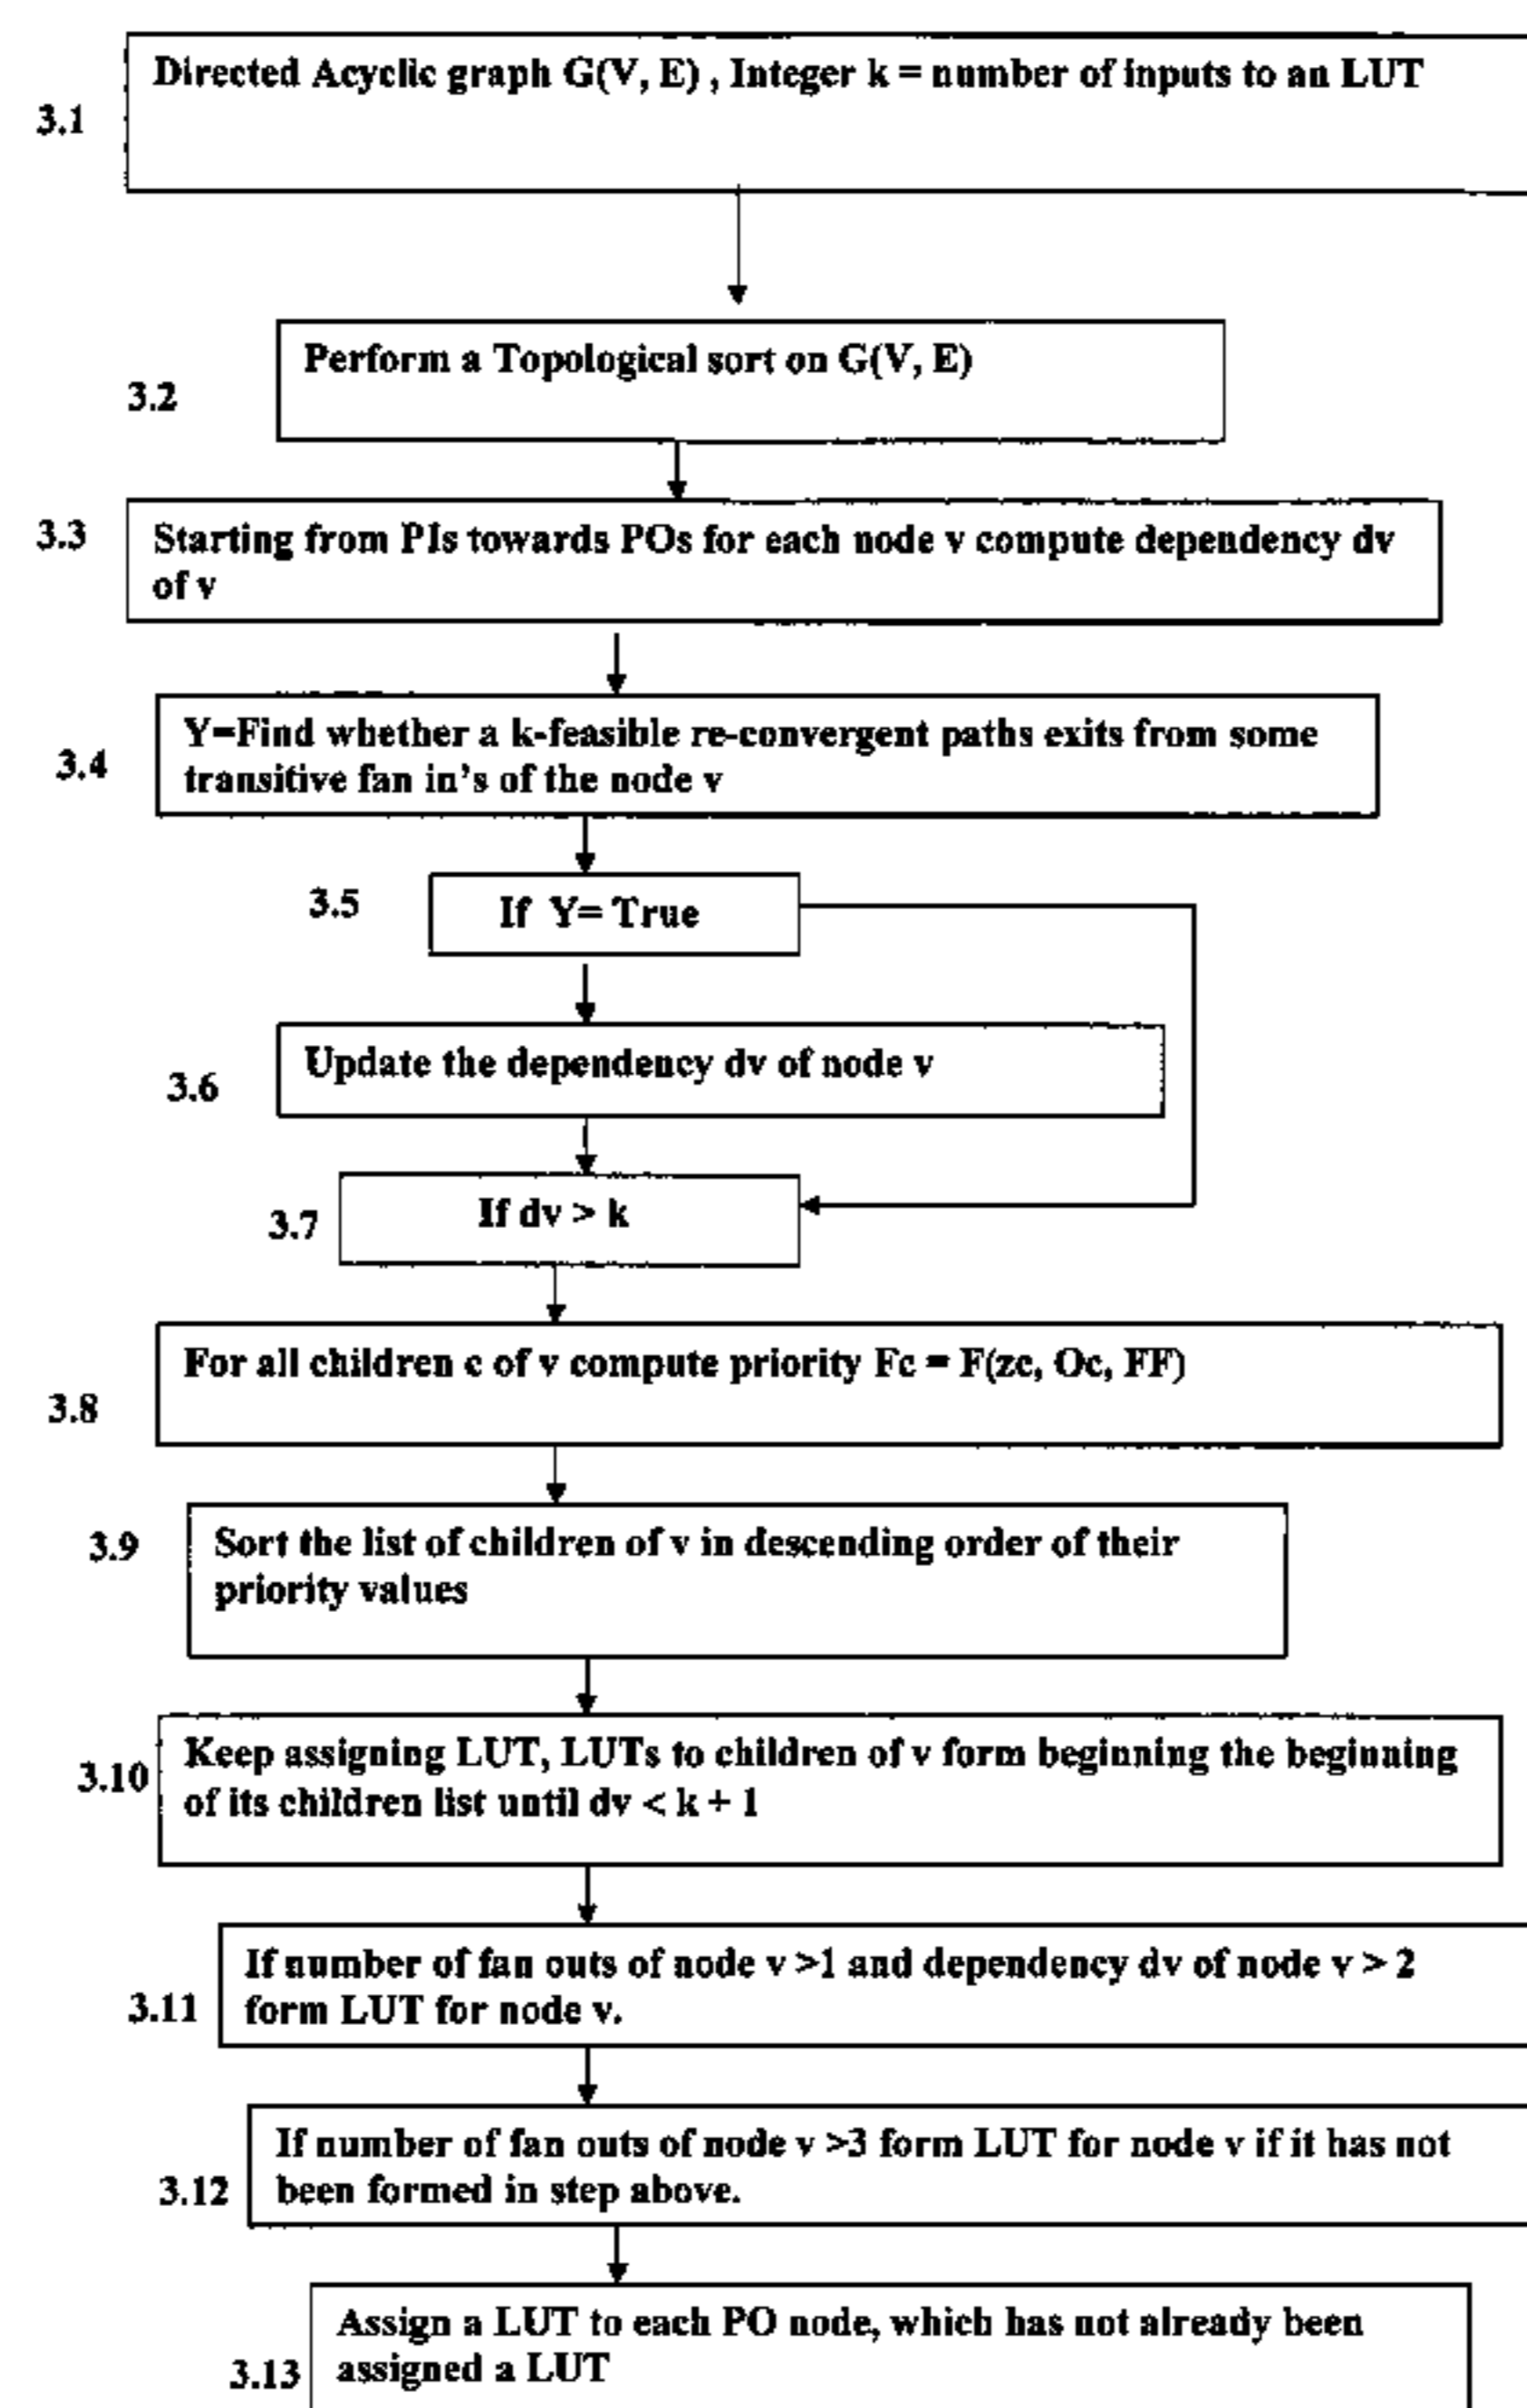 Directed Acyclic graph G(V, E) , Integer k = number of inputs to an LUT
3.1
Perform a Topological sort on G(V, E)
3.2
3.3
Starting from PIs towards POs for each node v compute dependency dv
of v
Y=Find whether a k-feasible re-convergent paths exits from some
transitive fan in's of the node v
3.4
3.5
If Y= True
Update the dependency dv of node v
3.6
If dv > k
3.7
For all children c of v compute priority Fc = F(zc, Oc, FF)
3.8
3.9
Sort the list of children of v in descending order of their
priority values
Keep assigning LUT, LUTs to children of v form beginning the beginning
of its children list until dv < k + 1
3.10
If number of fan outs of node v >1 and dependency dv of node v > 2
form LUT for node v.
3.11
If number of fan outs of node v >3 form LUT for node v if it has not
been formed in step above.
3.12
Assign a LUT to each PO node, which has not already been
assigned a LUT
3.13